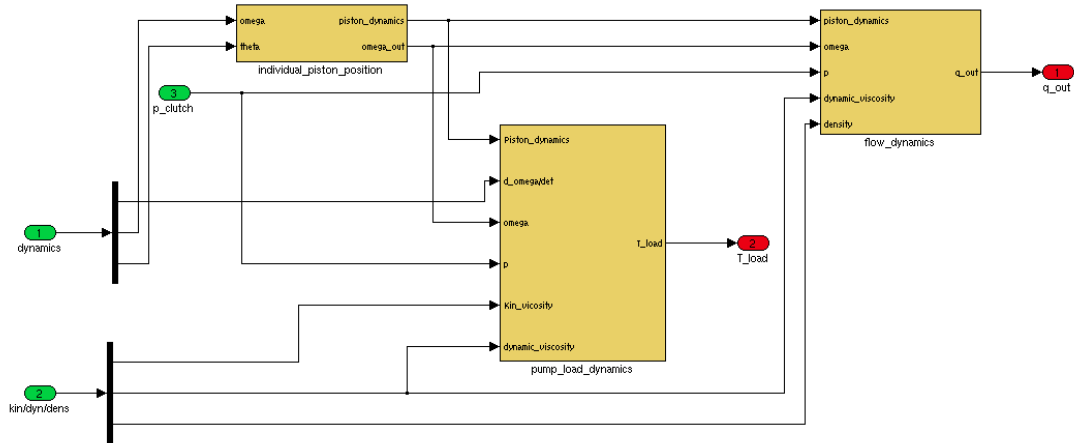 omega
theta
piston_dynamics
omega_out
individual_piston_position
3
p_clutch
piston_dynamics
omega
p
dynamic_viscosity
density
q_out
flow_dynamics
1
q_out
Piston_dynamics
d_omega/det
omega
p
Kin_vicosity
dynamic_viscosity
T_load
pump_load_dynamics
2
T_load
1
dynamics
2
kin/dyn/dens